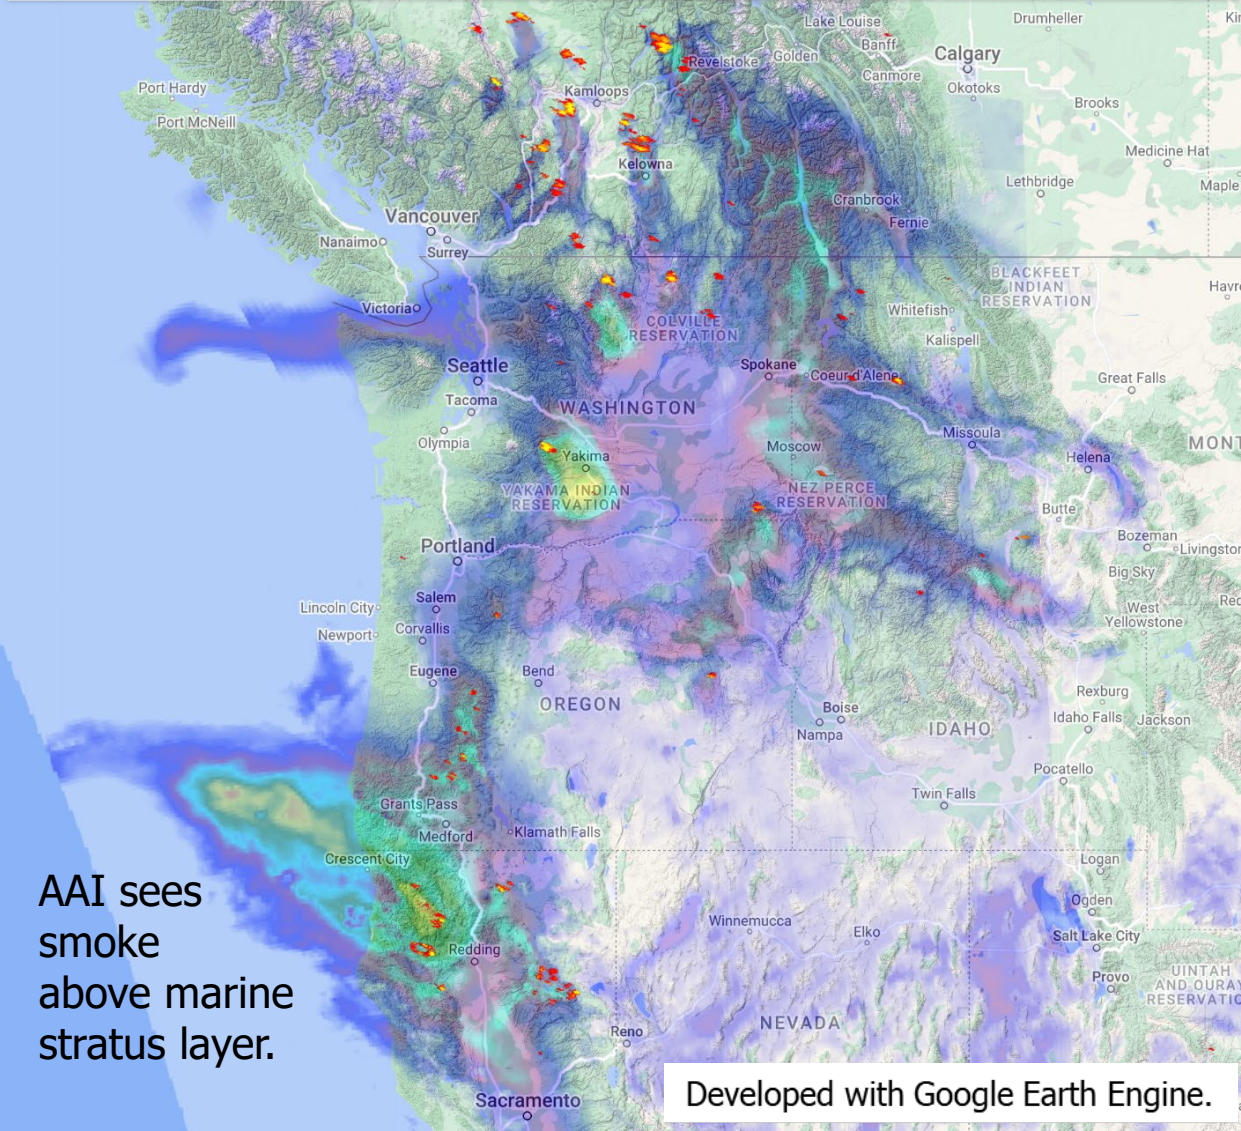 Lake Louise
Drumheller
Banff
Golden
Calgary
Revelstoke
Canmore
Okotoks
Port Hardy
Kamloops
Brooks
Port McNeill
Medicine Hat
Kelowna
Lethbridge
Maple
Cranbrook
Vancouver
Fernie
Nanaimo
Surrey
BLACKFEET
INDIAN
RESERVATION
Havr
Victoria
Whitefish
COLVILLE
RESERVATION
Kalispell
Seattle
Spokane
Coeur d'Alene
Great Falls
Tacoma
WASHINGTON
Olympia
Missoula
MONT
Moscow
Yakima
Helena
YAKAMA INDIAN
RESERVATION
NEZ PERCE
RESERVATION
Butte
Portland
Bozeman
Livingstor
Big Sky
Salem
Lincoln City
West
Yellowstone
Rec
Newport
Corvallis
Eugene
Bend
Rexburg
OREGON
Boise
Idaho Falls
Jackson
Nampa
IDAHO
Pocatello
Twin Falls
Grants Pass
Medford
Klamath Falls
Crescent City
Logan
AAI sees
smoke
above marine
stratus layer.
Ogden
Winnemucca
Elko
Salt Lake City
Redding
Provo
UINTAH
AND OURAY
RESERVATIC
NEVADA
Reno
Sacramento
Developed with Google Earth Engine.